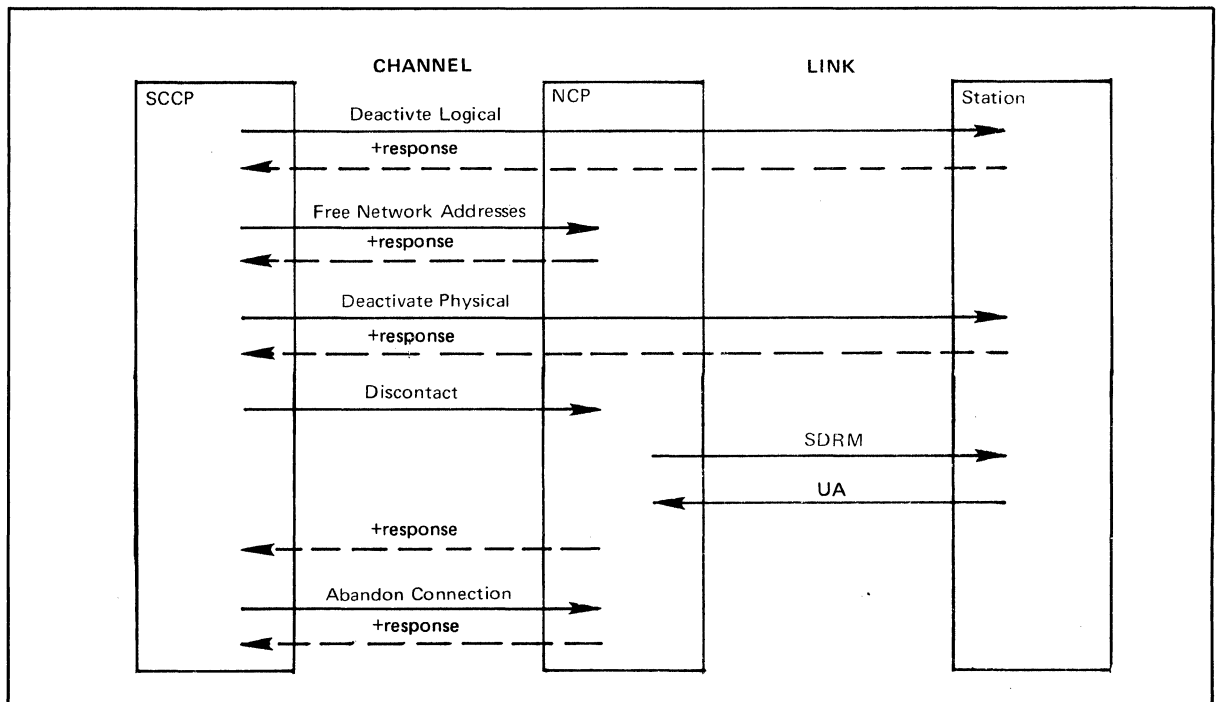 CHANNEL LINK
SCCP NCP Station
Deactivte Logical
+response
Free Network Addresses
+response
Deactivate Physical
+response
Discontact
SDRM
UA
+response
Abandon Connection
+response